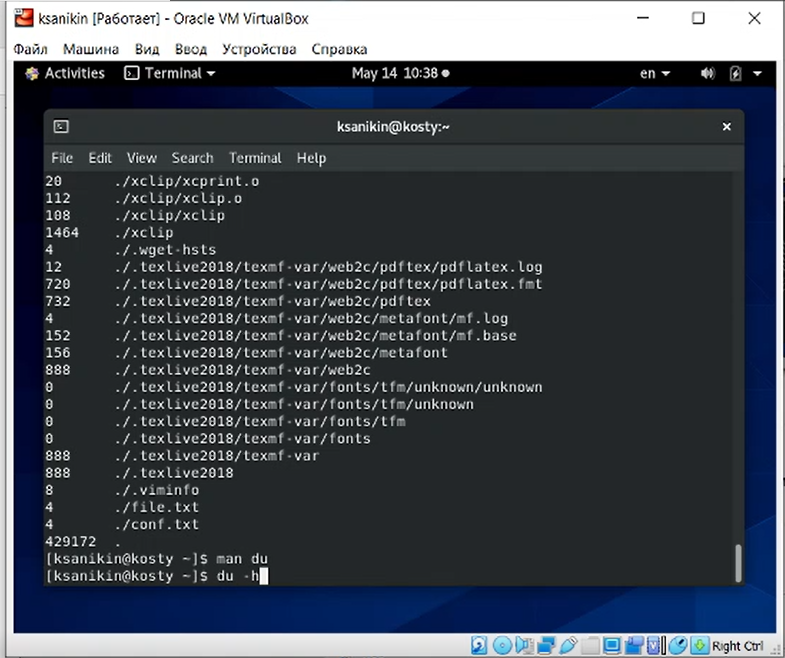 ksanikin [Работает] - Oracle VM VirtualBox
Файл Машина Вид Ввод Устройства Справка
Activities Terminal May 14 10:38 en
ksanikin@kosty:~
File Edit View Search Terminal Help
20 ./xclip/xcprint.o
112 ./xclip/xclip.o
108 ./xclip/xclip
1464 ./xclip
4 ./.wget-hsts
12 ./.texlive2018/texmf-var/web2c/pdftex/pdflatex.log
720 ./.texlive2018/texmf-var/web2c/pdftex/pdflatex.fmt
732 ./.texlive2018/texmf-var/web2c/pdftex
4 ./.texlive2018/texmf-var/web2c/metafont/mf.log
152 ./.texlive2018/texmf-var/web2c/metafont/mf.base
156 ./.texlive2018/texmf-var/web2c/metafont
888 ./.texlive2018/texmf-var/web2c
0 ./.texlive2018/texmf-var/fonts/tfm/unknown/unknown
0 ./.texlive2018/texmf-var/fonts/tfm/unknown
0 ./.texlive2018/texmf-var/fonts/tfm
0 ./.texlive2018/texmf-var/fonts
888 ./.texlive2018/texmf-var
888 ./.texlive2018
8 ./.viminfo
4 ./file.txt
4 ./conf.txt
429172 .
[ksanikin@kosty ~]$ man du
[ksanikin@kosty ~]$ du -h
Right Ctrl